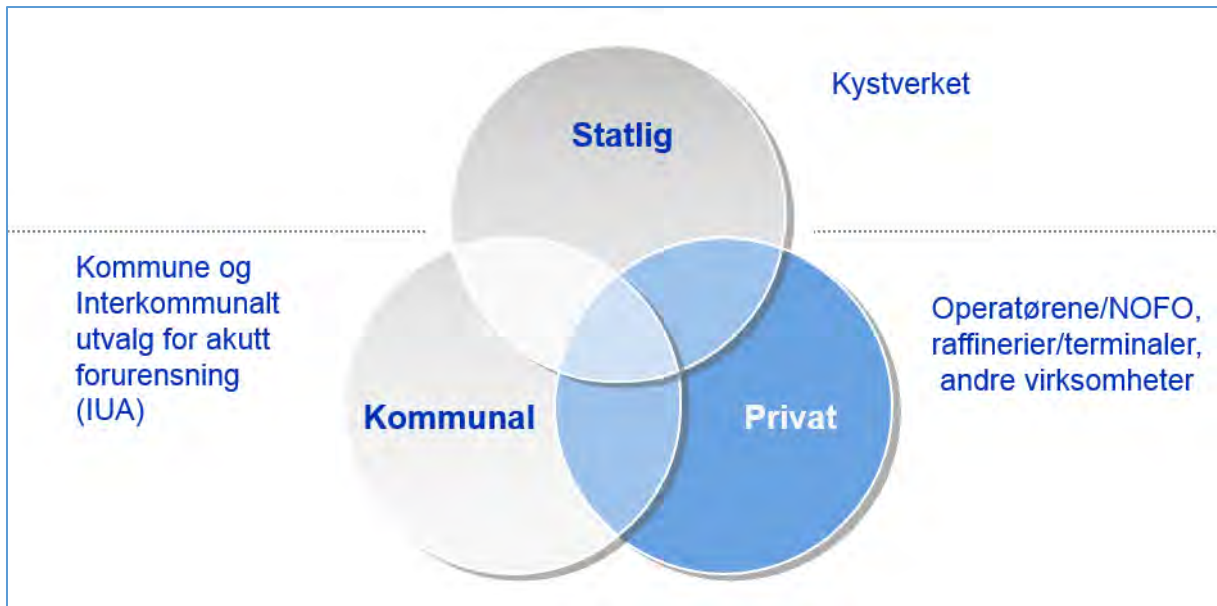 Kystverket
Statlig
Kommune og
Interkommunalt
utvalg for akutt
forurensning
(IUA)
Operatørene/NOFO,
raffinerier/terminaler,
andre virksomheter
Kommunal
Privat